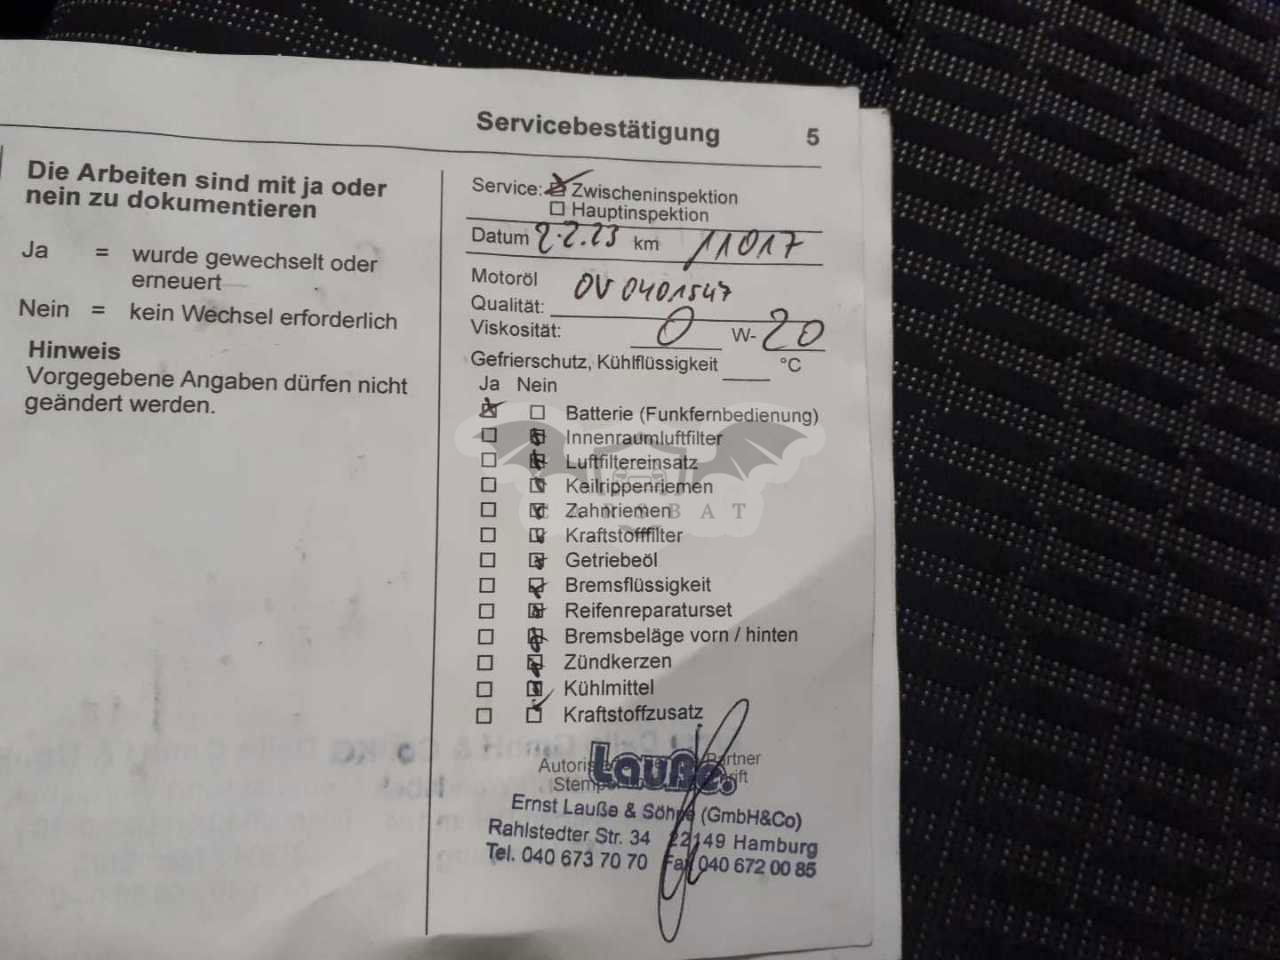 Servicebestätigung 5
Die Arbeiten sind mit ja oder
nein zu dokumentieren
Ja = wurde gewechselt oder
erneuert
Nein = kein Wechsel erforderlich
Hinweis
Vorgegebene Angaben dürfen nicht
geändert werden.
Service: Zwischeninspektion
Hauptinspektion
Datum 2.2.23 km 11017
Motoröl
Qualität: OV0401547
Viskosität: 0 W-20
Gefrierschutz, Kühlflüssigkeit °C
Ja Nein
Batterie (Funkfernbedienung)
Innenraumluftfilter
Luftfiltereinsatz
Keilrippenriemen
Zahnriemen
Kraftstofffilter
Getriebeöl
Bremsflüssigkeit
Reifenreparaturset
Bremsbeläge vorn / hinten
Zündkerzen
Kühlmittel
Kraftstoffzusatz
Partner
Lauße.
Ernst Lauße & Söhne (GmbH&Co)
Rahlstedter Str. 34 22149 Hamburg
Tel. 040 673 70 70 Fax 040 672 00 85